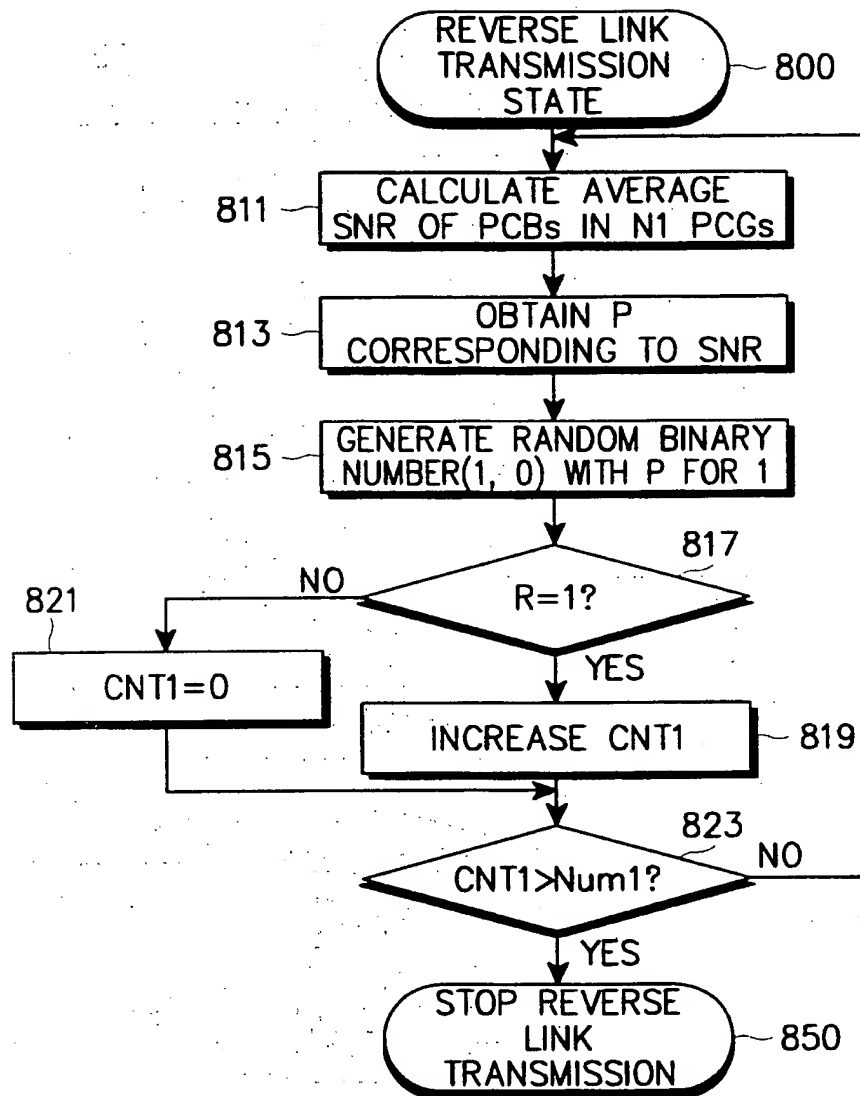 REVERSE LINK
TRANSMISSION
STATE
800
811
CALCULATE AVERAGE
SNR OF PCBs IN N1 PCGs
813
OBTAIN P
CORRESPONDING TO SNR
815
GENERATE RANDOM BINARY
NUMBER(1, 0) WITH P FOR 1
817
NO
R=1?
821
YES
CNT1=0
INCREASE CNT1
819
823
CNT1>Num1?
NO
YES
STOP REVERSE
LINK
TRANSMISSION
850